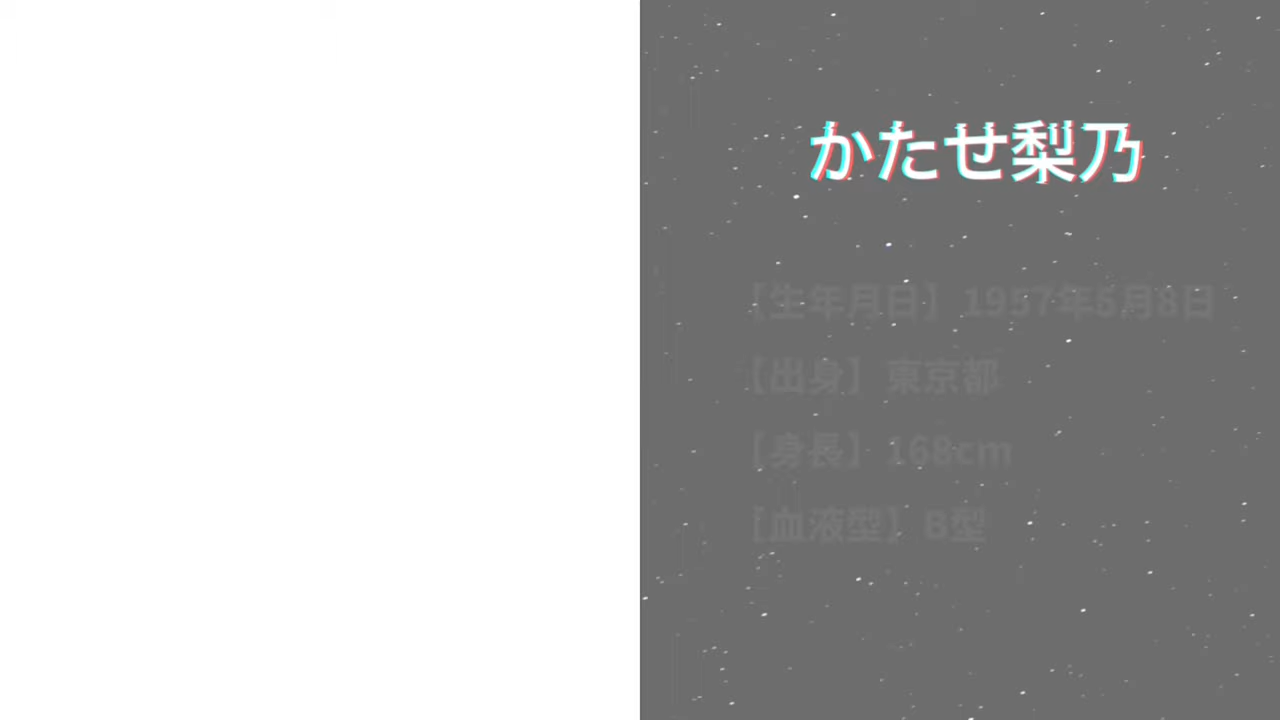 かたせ梨乃
【生年月日】1957年5月8日
【出身】東京都
【身長】168cm
【血液型】B型